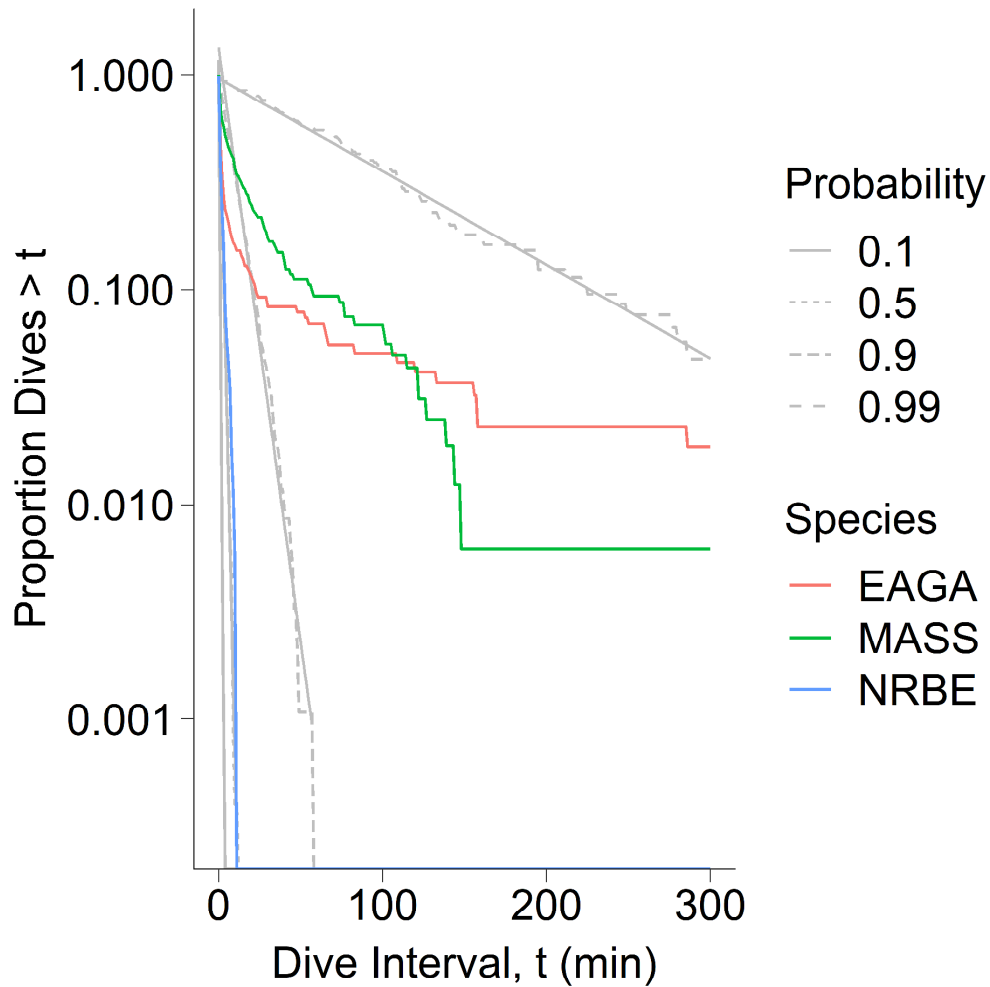 Proportion Dives > t
1.000
0.100
0.010
0.001
0
100
200
300
Dive Interval, t (min)
Probability
0.1
0.5
0.9
0.99
Species
EAGA
MASS
NRBE